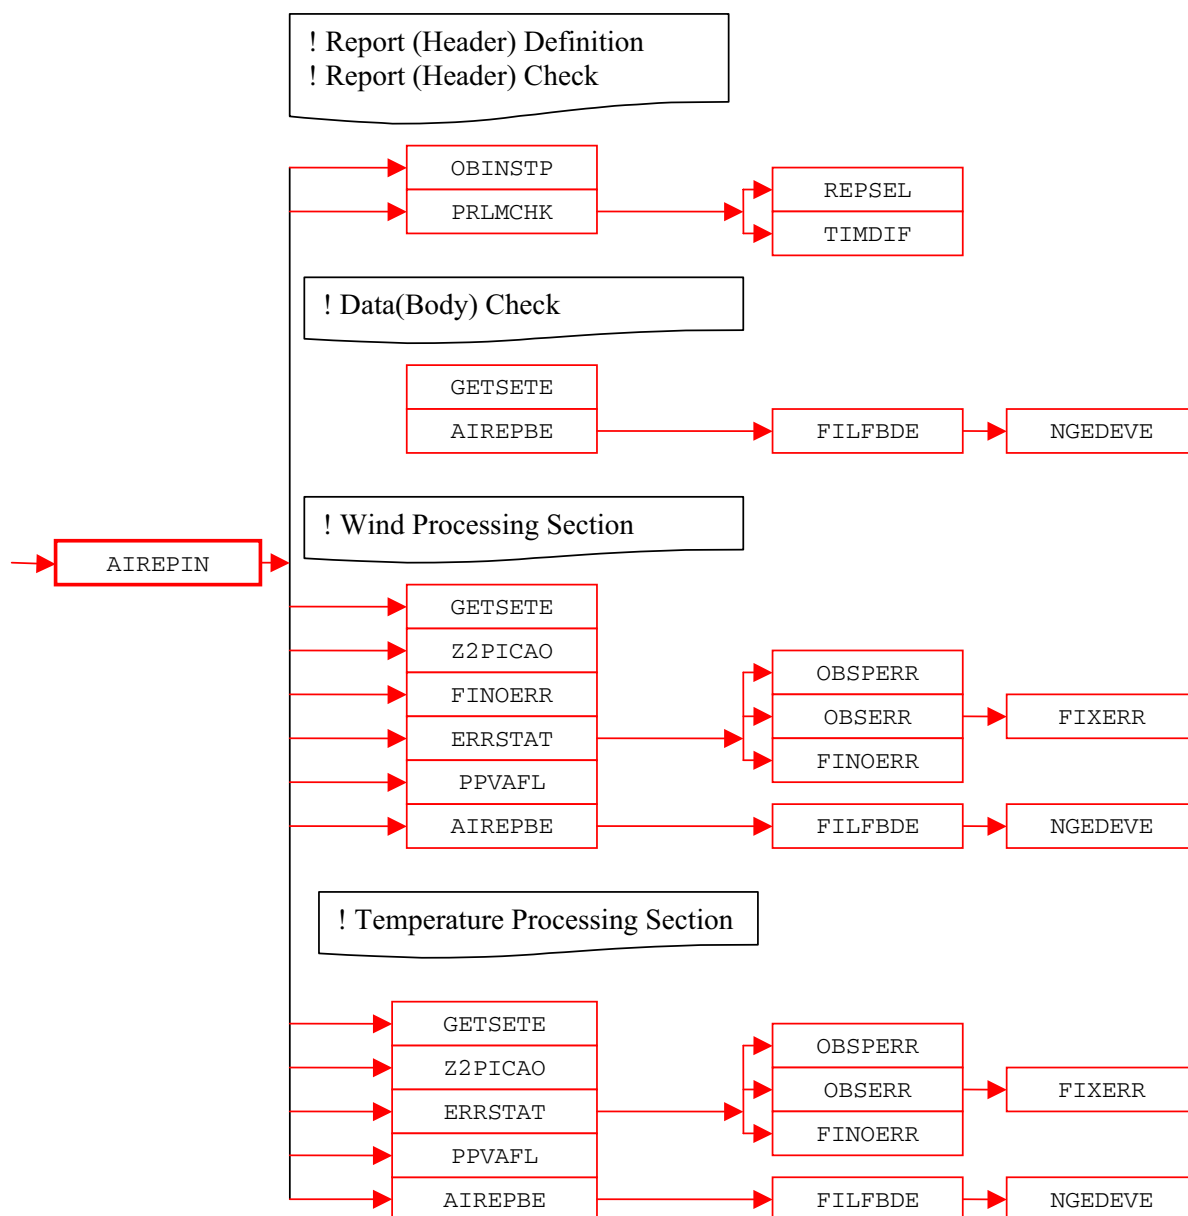 ! Report (Header) Definition
! Report (Header) Check
OBINSTP
PRLMCHK
REPSEL
TIMDIF
! Data(Body) Check
GETSETE
AIREPBE
FILFBDE
NGEDEVE
! Wind Processing Section
AIREPIN
GETSETE
Z2PICAO
FINOERR
ERRSTAT
PPVAFL
AIREPBE
OBSPERR
OBSERR
FINOERR
FIXERR
FILFBDE
NGEDEVE
! Temperature Processing Section
GETSETE
Z2PICAO
ERRSTAT
PPVAFL
AIREPBE
OBSPERR
OBSERR
FINOERR
FIXERR
FILFBDE
NGEDEVE